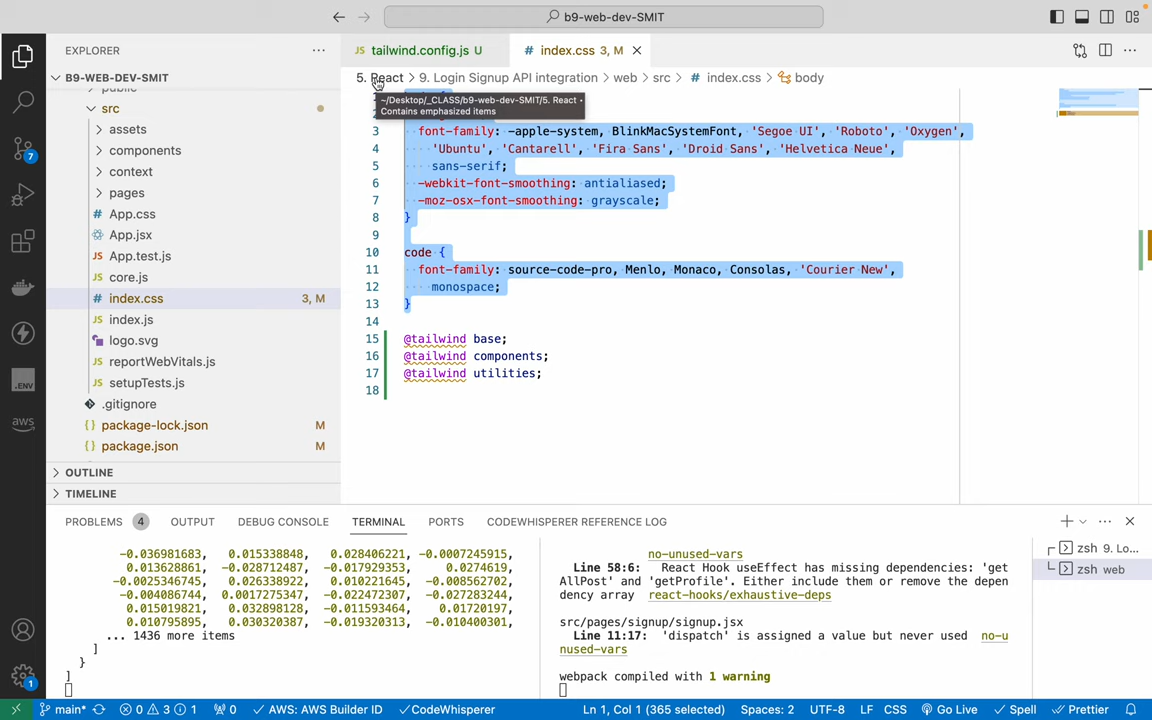 b9-web-dev-SMIT
EXPLORER
JS tailwind.config.js U
# index.css 3, M
B9-WEB-DEV-SMIT
5. React > 9. Login Signup API integration > web > src > # index.css > body
public
~/Desktop/_CLASS/b9-web-dev-SMIT/5. React •
Contains emphasized items
src
assets
components
context
pages
# App.css
App.jsx
JS App.test.js
JS core.js
# index.css 3, M
JS index.js
logo.svg
JS reportWebVitals.js
JS setupTests.js
.gitignore
{} package-lock.json M
{} package.json M
OUTLINE
TIMELINE
3 font-family: -apple-system, BlinkMacSystemFont, 'Segoe UI', 'Roboto', 'Oxygen',
4 'Ubuntu', 'Cantarell', 'Fira Sans', 'Droid Sans', 'Helvetica Neue',
5 sans-serif;
6 -webkit-font-smoothing: antialiased;
7 -moz-osx-font-smoothing: grayscale;
8 }
9
10 code {
11 font-family: source-code-pro, Menlo, Monaco, Consolas, 'Courier New',
12 monospace;
13 }
14
15 @tailwind base;
16 @tailwind components;
17 @tailwind utilities;
18
7
.ENV
aws
1
PROBLEMS 4 OUTPUT DEBUG CONSOLE TERMINAL PORTS CODEWHISPERER REFERENCE LOG
-0.036981683, 0.015338848, 0.028406221, -0.0007245915,
0.013628861, -0.028712487, -0.017929353, 0.0274619,
-0.0025346745, 0.026338922, 0.010221645, -0.008562702,
-0.004086744, 0.0017275347, -0.022472307, -0.027283244,
0.015019821, 0.032898128, -0.011593464, 0.01720197,
0.010795895, 0.030320387, -0.019320313, -0.010400301,
... 1436 more items
]
}
]
no-unused-vars
Line 58:6: React Hook useEffect has missing dependencies: 'get
AllPost' and 'getProfile'. Either include them or remove the depen
dency array react-hooks/exhaustive-deps
src/pages/signup/signup.jsx
Line 11:17: 'dispatch' is assigned a value but never used no-u
nused-vars
webpack compiled with 1 warning
zsh 9. Lo...
zsh web
main* 0 3 1 0 AWS: AWS Builder ID CodeWhisperer Ln 1, Col 1 (365 selected) Spaces: 2 UTF-8 LF CSS Go Live Spell Prettier